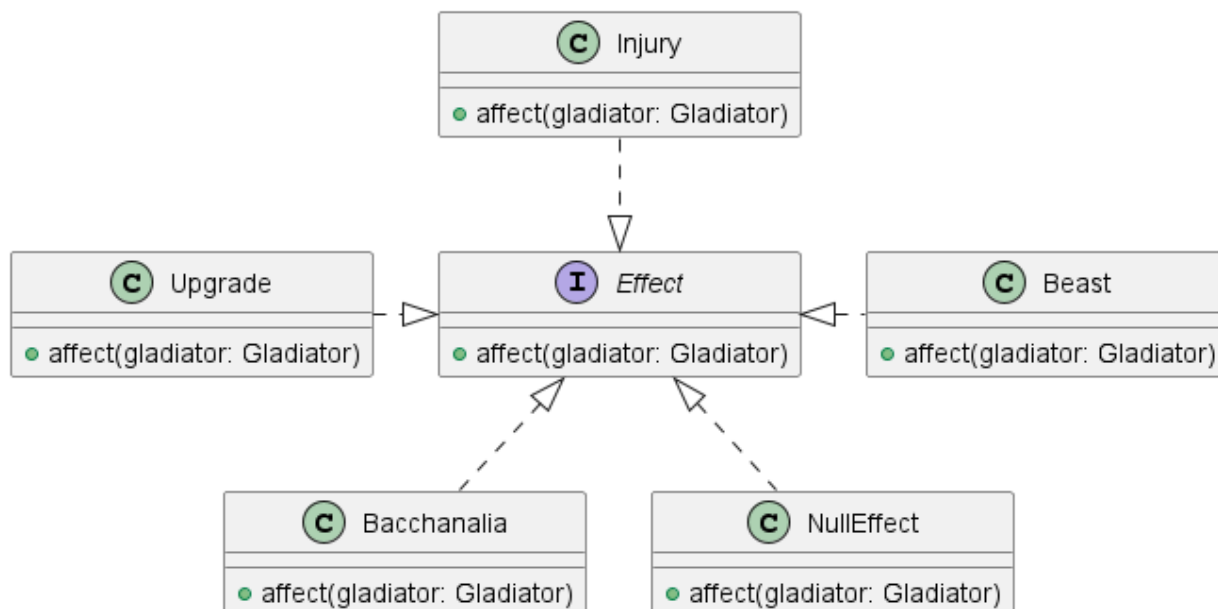 C Injury
affect(gladiator: Gladiator)
C Upgrade
affect(gladiator: Gladiator)
I Effect
affect(gladiator: Gladiator)
C Beast
affect(gladiator: Gladiator)
C Bacchanalia
affect(gladiator: Gladiator)
C NullEffect
affect(gladiator: Gladiator)